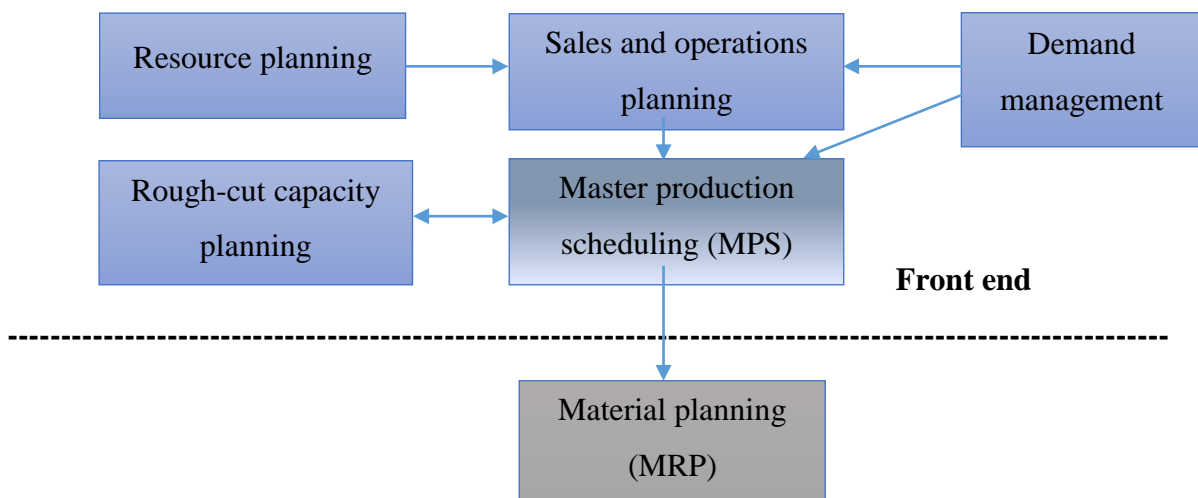 Resource planning
Sales and operations
planning
Demand
management
Rough-cut capacity
planning
Master production
scheduling (MPS)
Front end
Material planning
(MRP)